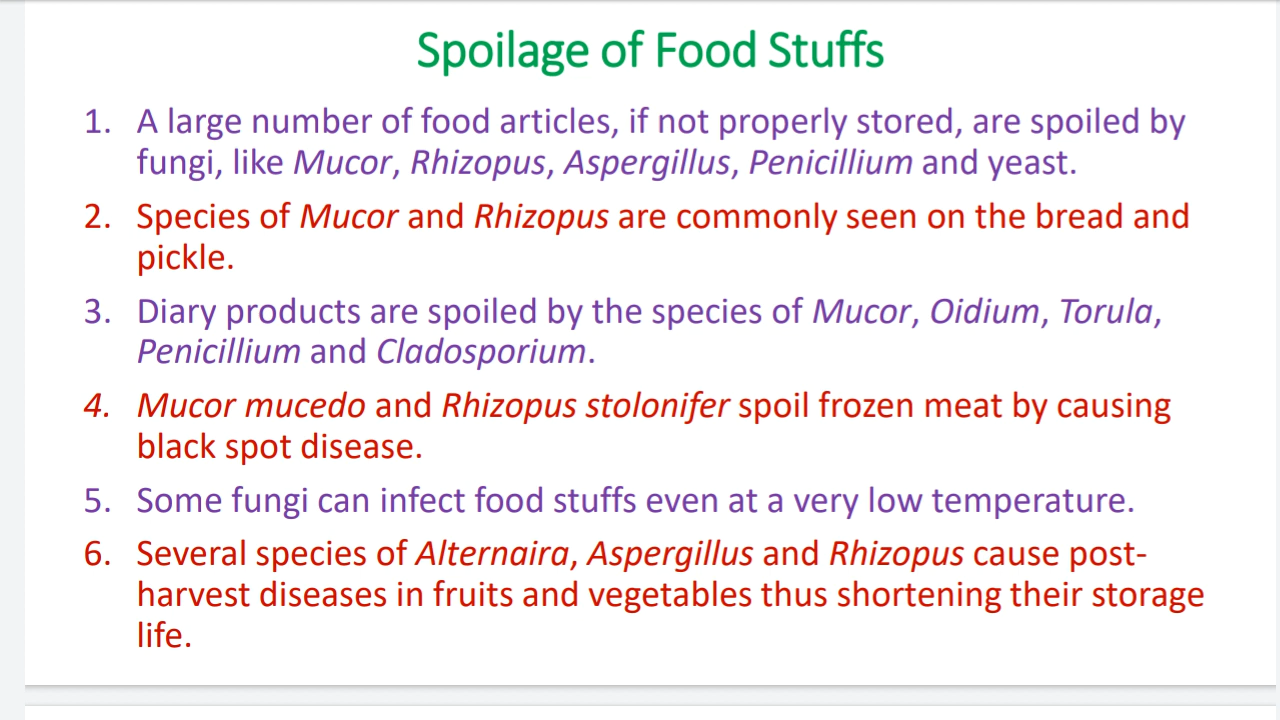 Spoilage of Food Stuffs
1. A large number of food articles, if not properly stored, are spoiled by
fungi, like Mucor, Rhizopus, Aspergillus, Penicillium and yeast.
2. Species of Mucor and Rhizopus are commonly seen on the bread and
pickle.
3. Diary products are spoiled by the species of Mucor, Oidium, Torula,
Penicillium and Cladosporium.
4. Mucor mucedo and Rhizopus stolonifer spoil frozen meat by causing
black spot disease.
5. Some fungi can infect food stuffs even at a very low temperature.
6. Several species of Alternaira, Aspergillus and Rhizopus cause post-
harvest diseases in fruits and vegetables thus shortening their storage
life.